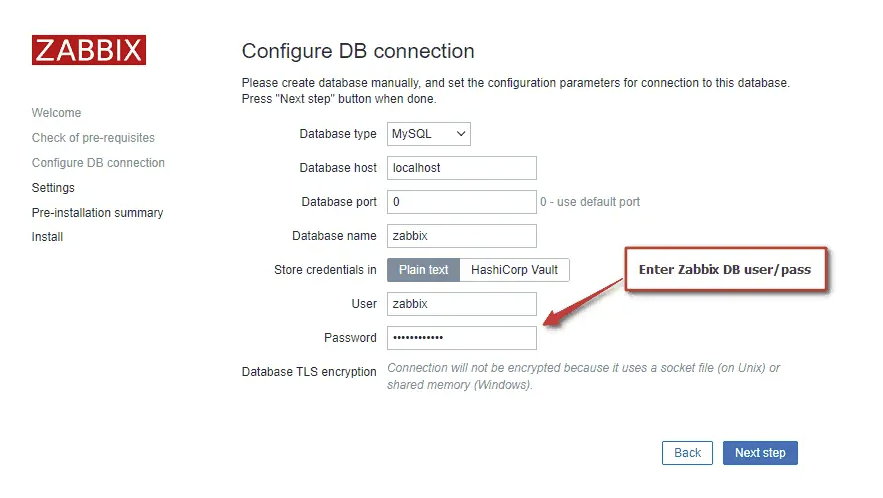 ZABBIX
Welcome
Check of pre-requisites
Configure DB connection
Settings
Pre-installation summary
Install
Configure DB connection
Please create database manually, and set the configuration parameters for connection to this database.
Press "Next step" button when done.
Database type MySQL
Database host localhost
Database port 0 0 - use default port
Database name zabbix
Store credentials in Plain text HashiCorp Vault
User zabbix
Password ••••••••••••
Database TLS encryption Connection will not be encrypted because it uses a socket file (on Unix) or
shared memory (Windows).
Enter Zabbix DB user/pass
Back Next step